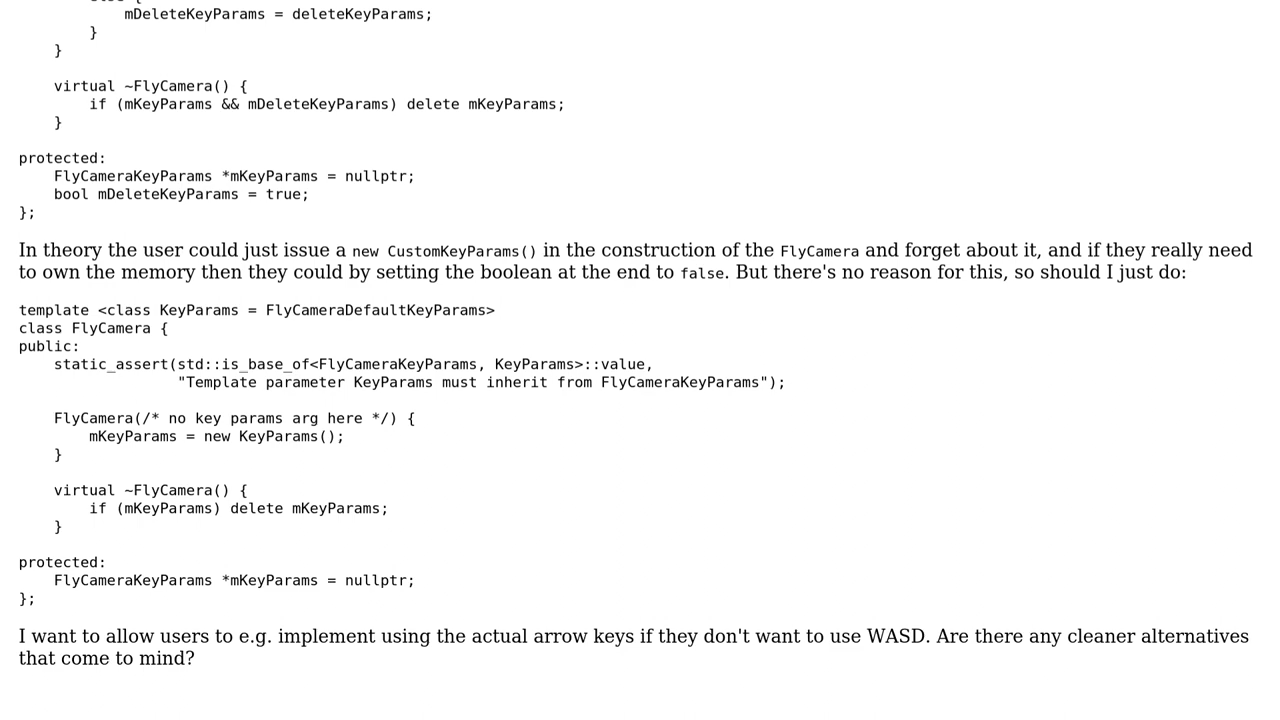 mDeleteKeyParams = deleteKeyParams;
}
}
virtual ~FlyCamera() {
if (mKeyParams && mDeleteKeyParams) delete mKeyParams;
}
protected:
FlyCameraKeyParams *mKeyParams = nullptr;
bool mDeleteKeyParams = true;
};
In theory the user could just issue a new CustomKeyParams() in the construction of the FlyCamera and forget about it, and if they really need
to own the memory then they could by setting the boolean at the end to false. But there's no reason for this, so should I just do:
template <class KeyParams = FlyCameraDefaultKeyParams>
class FlyCamera {
public:
static_assert(std::is_base_of<FlyCameraKeyParams, KeyParams>::value,
"Template parameter KeyParams must inherit from FlyCameraKeyParams");
FlyCamera(/* no key params arg here */) {
mKeyParams = new KeyParams();
}
virtual ~FlyCamera() {
if (mKeyParams) delete mKeyParams;
}
protected:
FlyCameraKeyParams *mKeyParams = nullptr;
};
I want to allow users to e.g. implement using the actual arrow keys if they don't want to use WASD. Are there any cleaner alternatives
that come to mind?